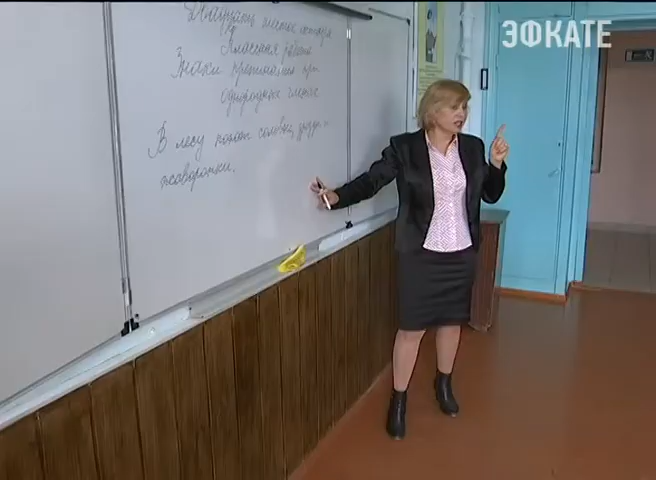 ЭФКАТЕ
Двадцать шестое октября
Классная работа
Знаки препинания при
однородных членах
В лесу поют соловьи, дрозды и
жаворонки.